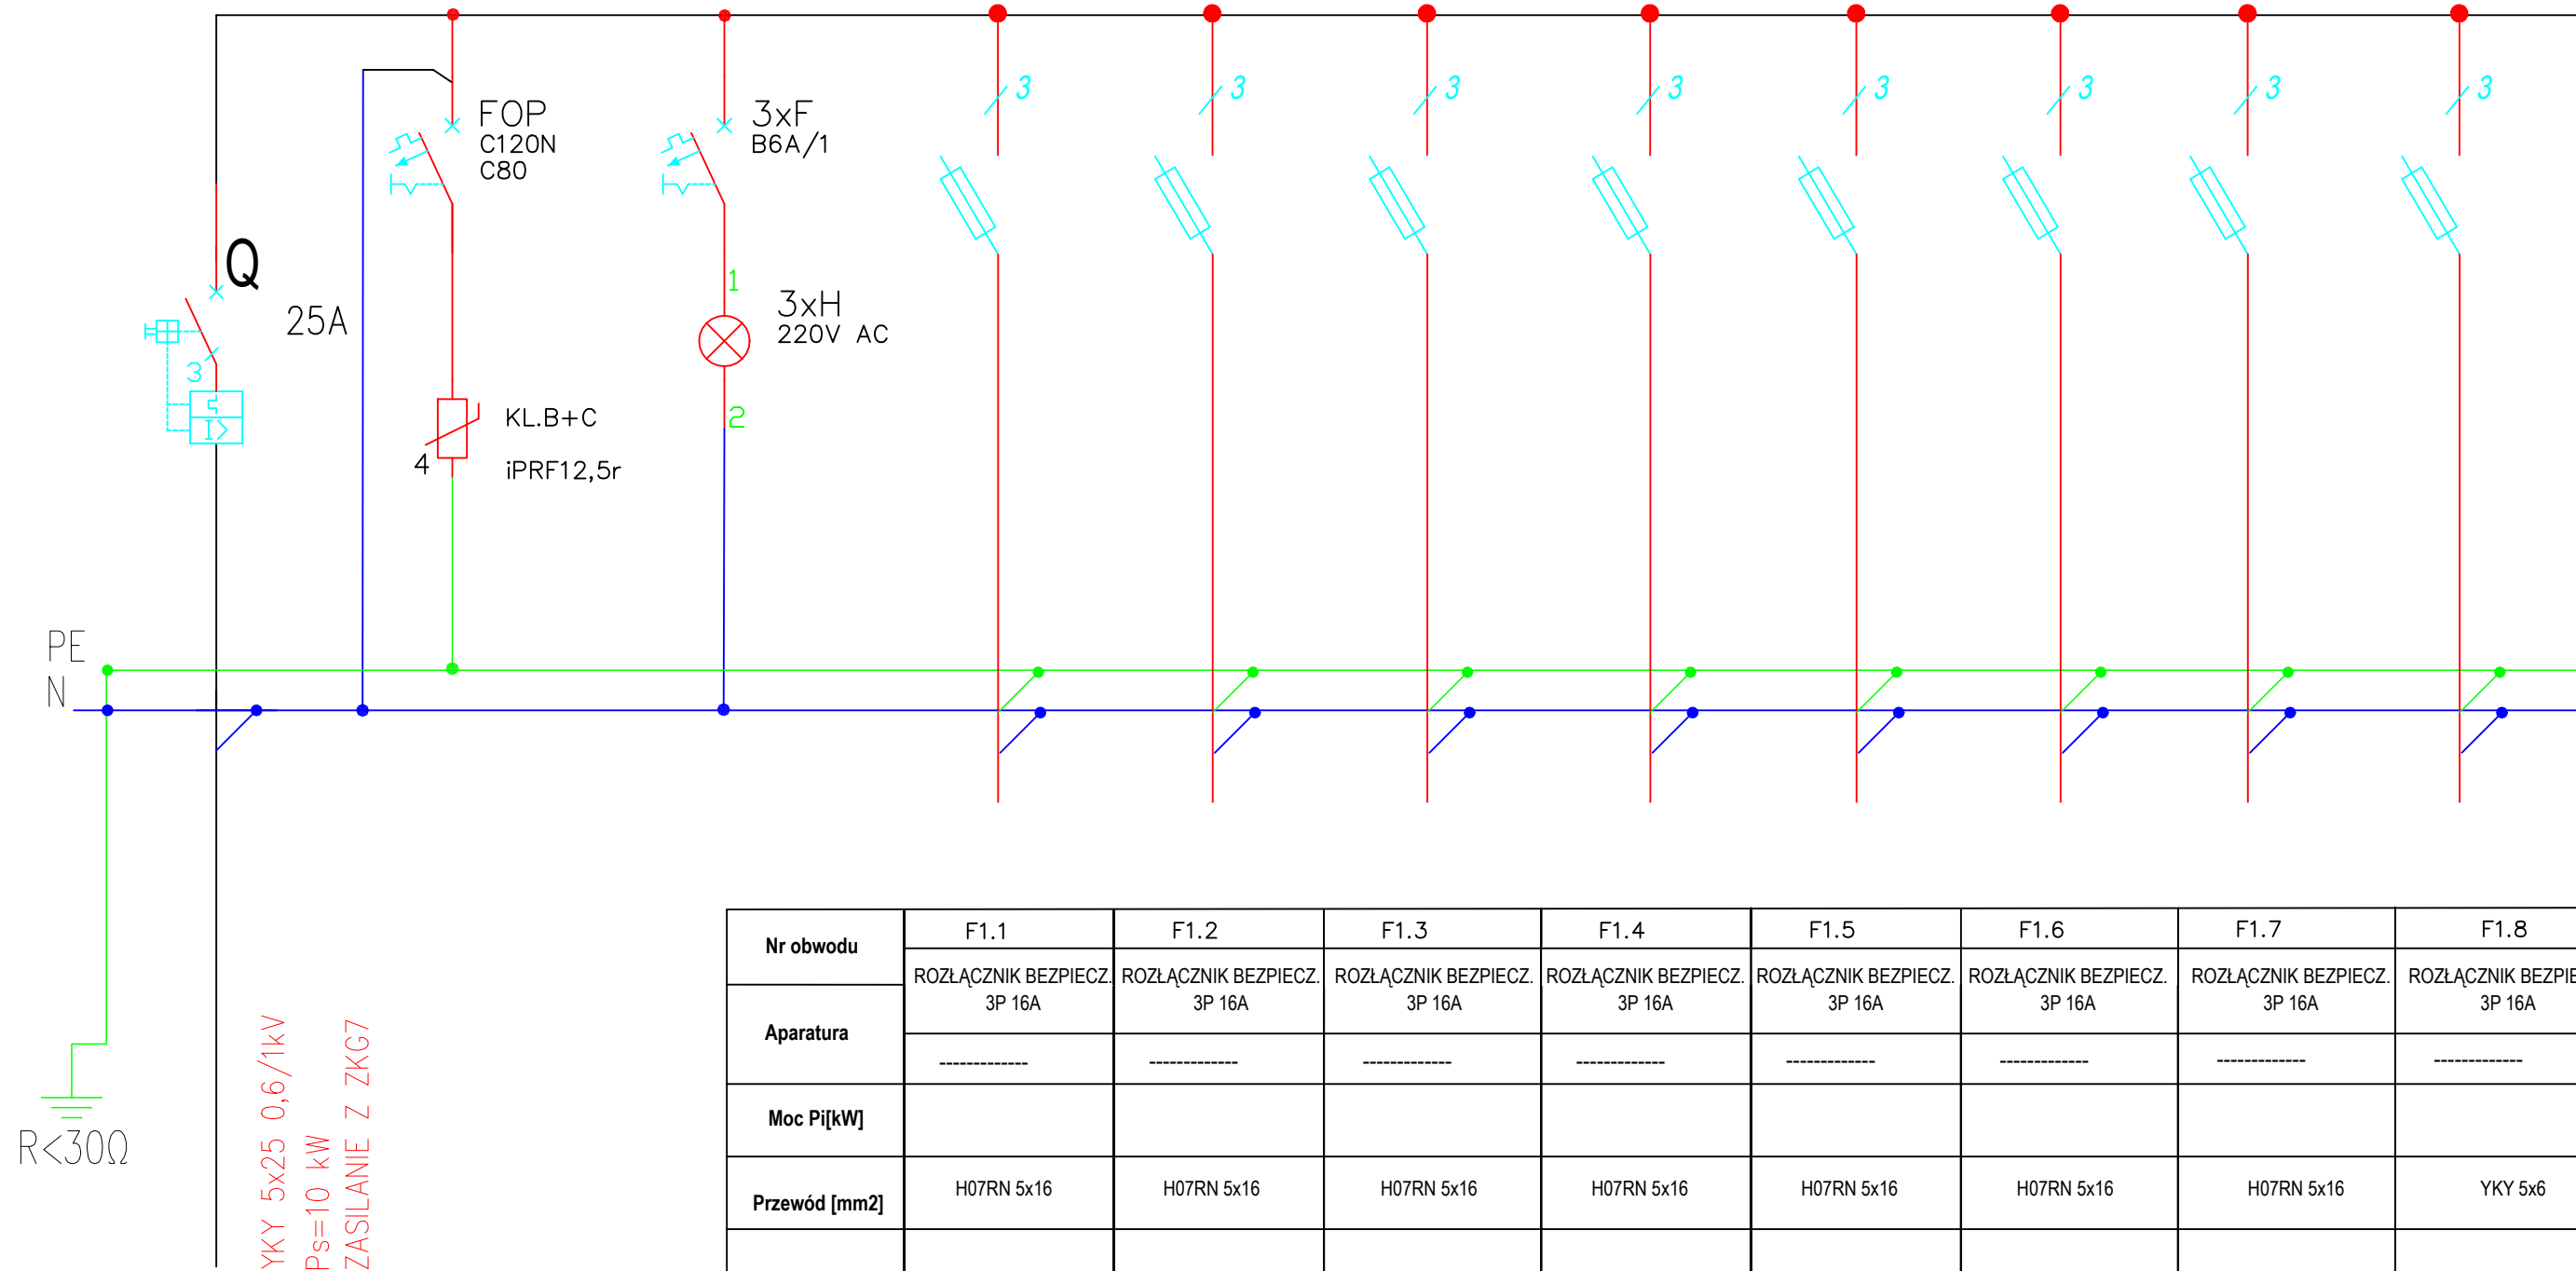 3 3 3 3 3 3 3 3
FOP
C120N
C80
3xF
B6A/1
Q
25A
3
I>
1
3xH
220V AC
2
KL.B+C
4
iPRF12,5r
PE
N
R<30Ω
YKY 5x25 0,6/1kV
Ps=10 kW
ZASILANIE Z ZKG7
Nr obwodu F1.1 F1.2 F1.3 F1.4 F1.5 F1.6 F1.7 F1.8
Aparatura
ROZŁĄCZNIK BEZPIECZ. ROZŁĄCZNIK BEZPIECZ. ROZŁĄCZNIK BEZPIECZ. ROZŁĄCZNIK BEZPIECZ. ROZŁĄCZNIK BEZPIECZ. ROZŁĄCZNIK BEZPIECZ. ROZŁĄCZNIK BEZPIECZ. ROZŁĄCZNIK BEZPIE
3P 16A 3P 16A 3P 16A 3P 16A 3P 16A 3P 16A 3P 16A 3P 16A
------------- ------------- ------------- ------------- ------------- ------------- ------------- -------------
Moc Pi[kW]
Przewód [mm2] H07RN 5x16 H07RN 5x16 H07RN 5x16 H07RN 5x16 H07RN 5x16 H07RN 5x16 H07RN 5x16 YKY 5x6